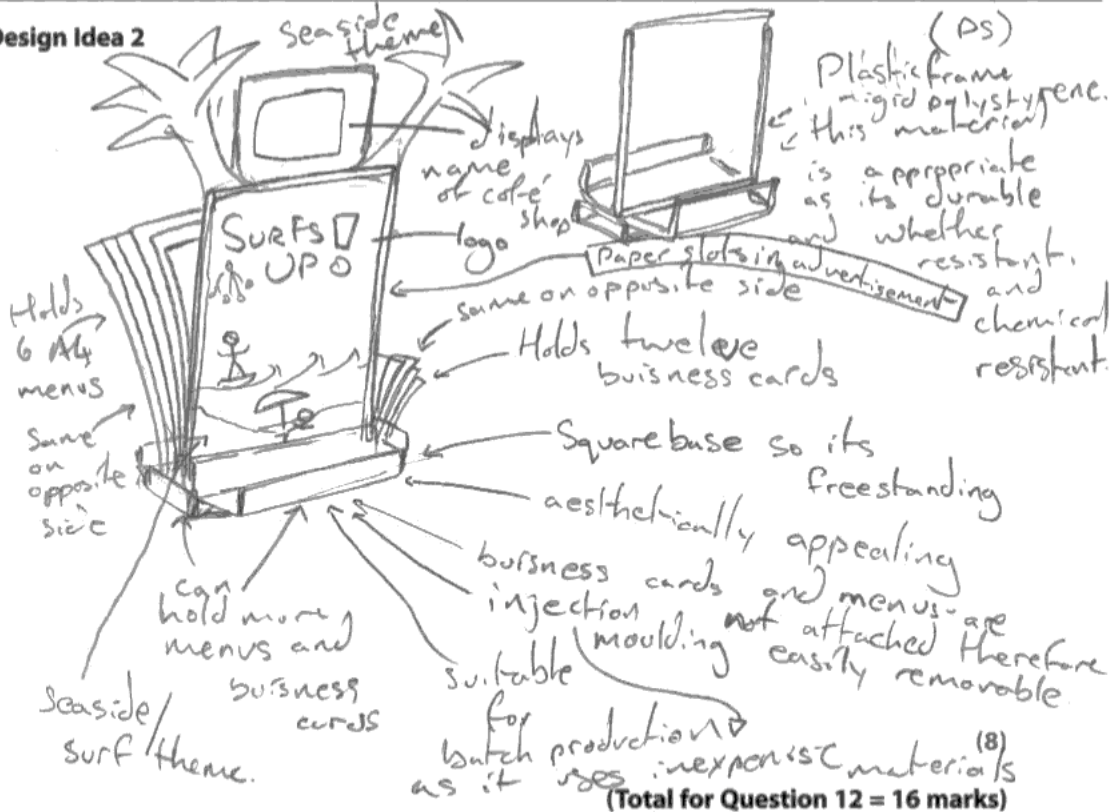 Design Idea 2
seaside
theme
displays
name
of café
shop
logo
SURFS
UP
(PS)
Plastic frame
rigid polystyrene.
this material
is appropriate
as its durable
and whether
resistant.
and
chemical
resistant.
Paper slots in advertisement
same on opposite side
Holds twelve
buisness cards
Holds
6 A4
menus
Same
on
opposite
side
Square base so its
freestanding
aesthetically appealing
buisness cards and menus are
not attached therefore
easily removable
injection
moulding
can
hold more
menus and
buisness
cards
seaside/
surf theme.
suitable
for
batch production
as it uses inexpensive materials
(8)
(Total for Question 12 = 16 marks)